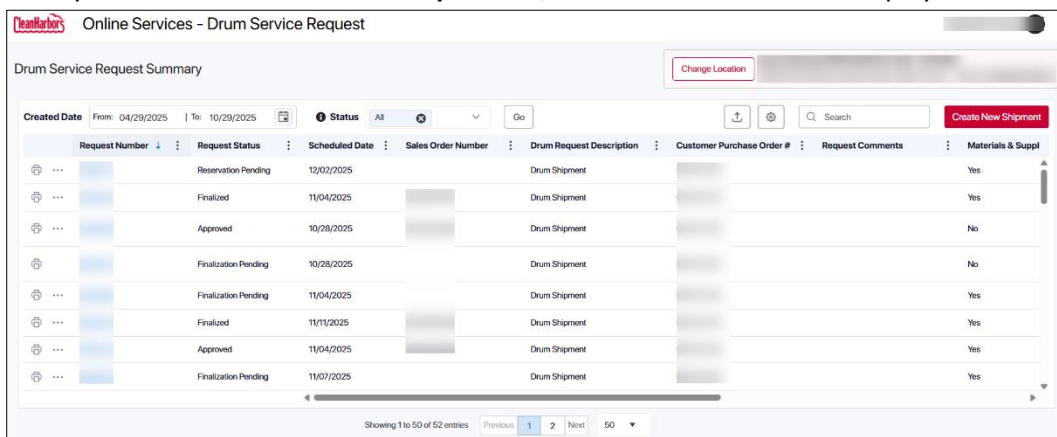 CleanHarbors Online Services - Drum Service Request
Drum Service Request Summary
Change Location
Created Date From: 04/29/2025 | To: 10/29/2025 Status All Go Search Create New Shipment
Request Number ↓ Request Status Scheduled Date Sales Order Number Drum Request Description Customer Purchase Order # Request Comments Materials & Suppl
Reservation Pending 12/02/2025 Drum Shipment Yes
Finalized 11/04/2025 Drum Shipment Yes
Approved 10/28/2025 Drum Shipment No
Finalization Pending 10/28/2025 Drum Shipment No
Finalization Pending 11/04/2025 Drum Shipment Yes
Finalized 11/11/2025 Drum Shipment Yes
Approved 11/04/2025 Drum Shipment Yes
Finalization Pending 11/07/2025 Drum Shipment Yes
Showing 1 to 50 of 52 entries Previous 1 2 Next 50